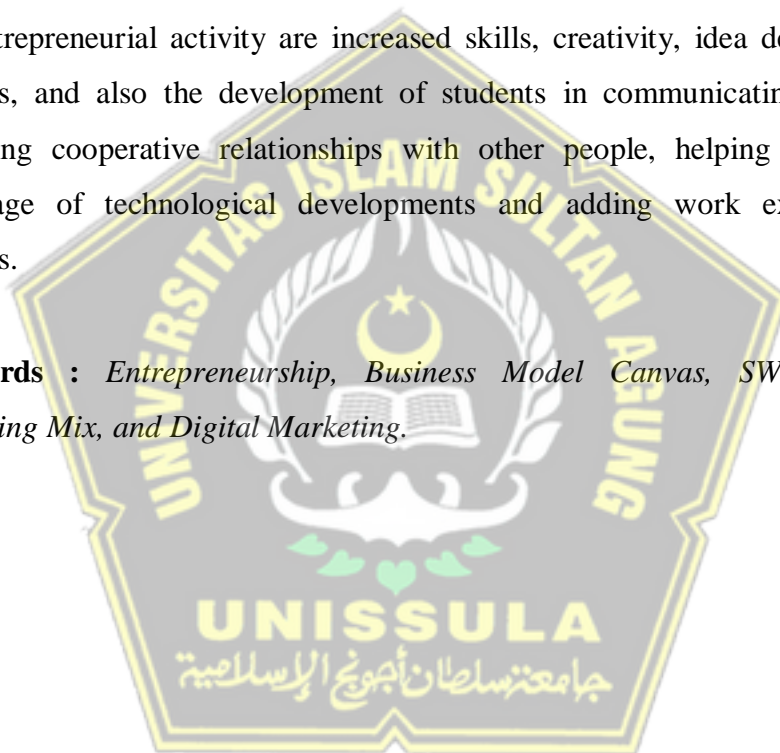 trepreneurial activity are increased skills, creativity, idea de
s, and also the development of students in communicatin
ng cooperative relationships with other people, helping
age of technological developments and adding work ex
s.
rds : Entrepreneurship, Business Model Canvas, SW
ing Mix, and Digital Marketing.
UNIVERSITAS ISLAM SULTAN AGUNG
UNISSULA
جامعة سلطان أجونج الإسلامية